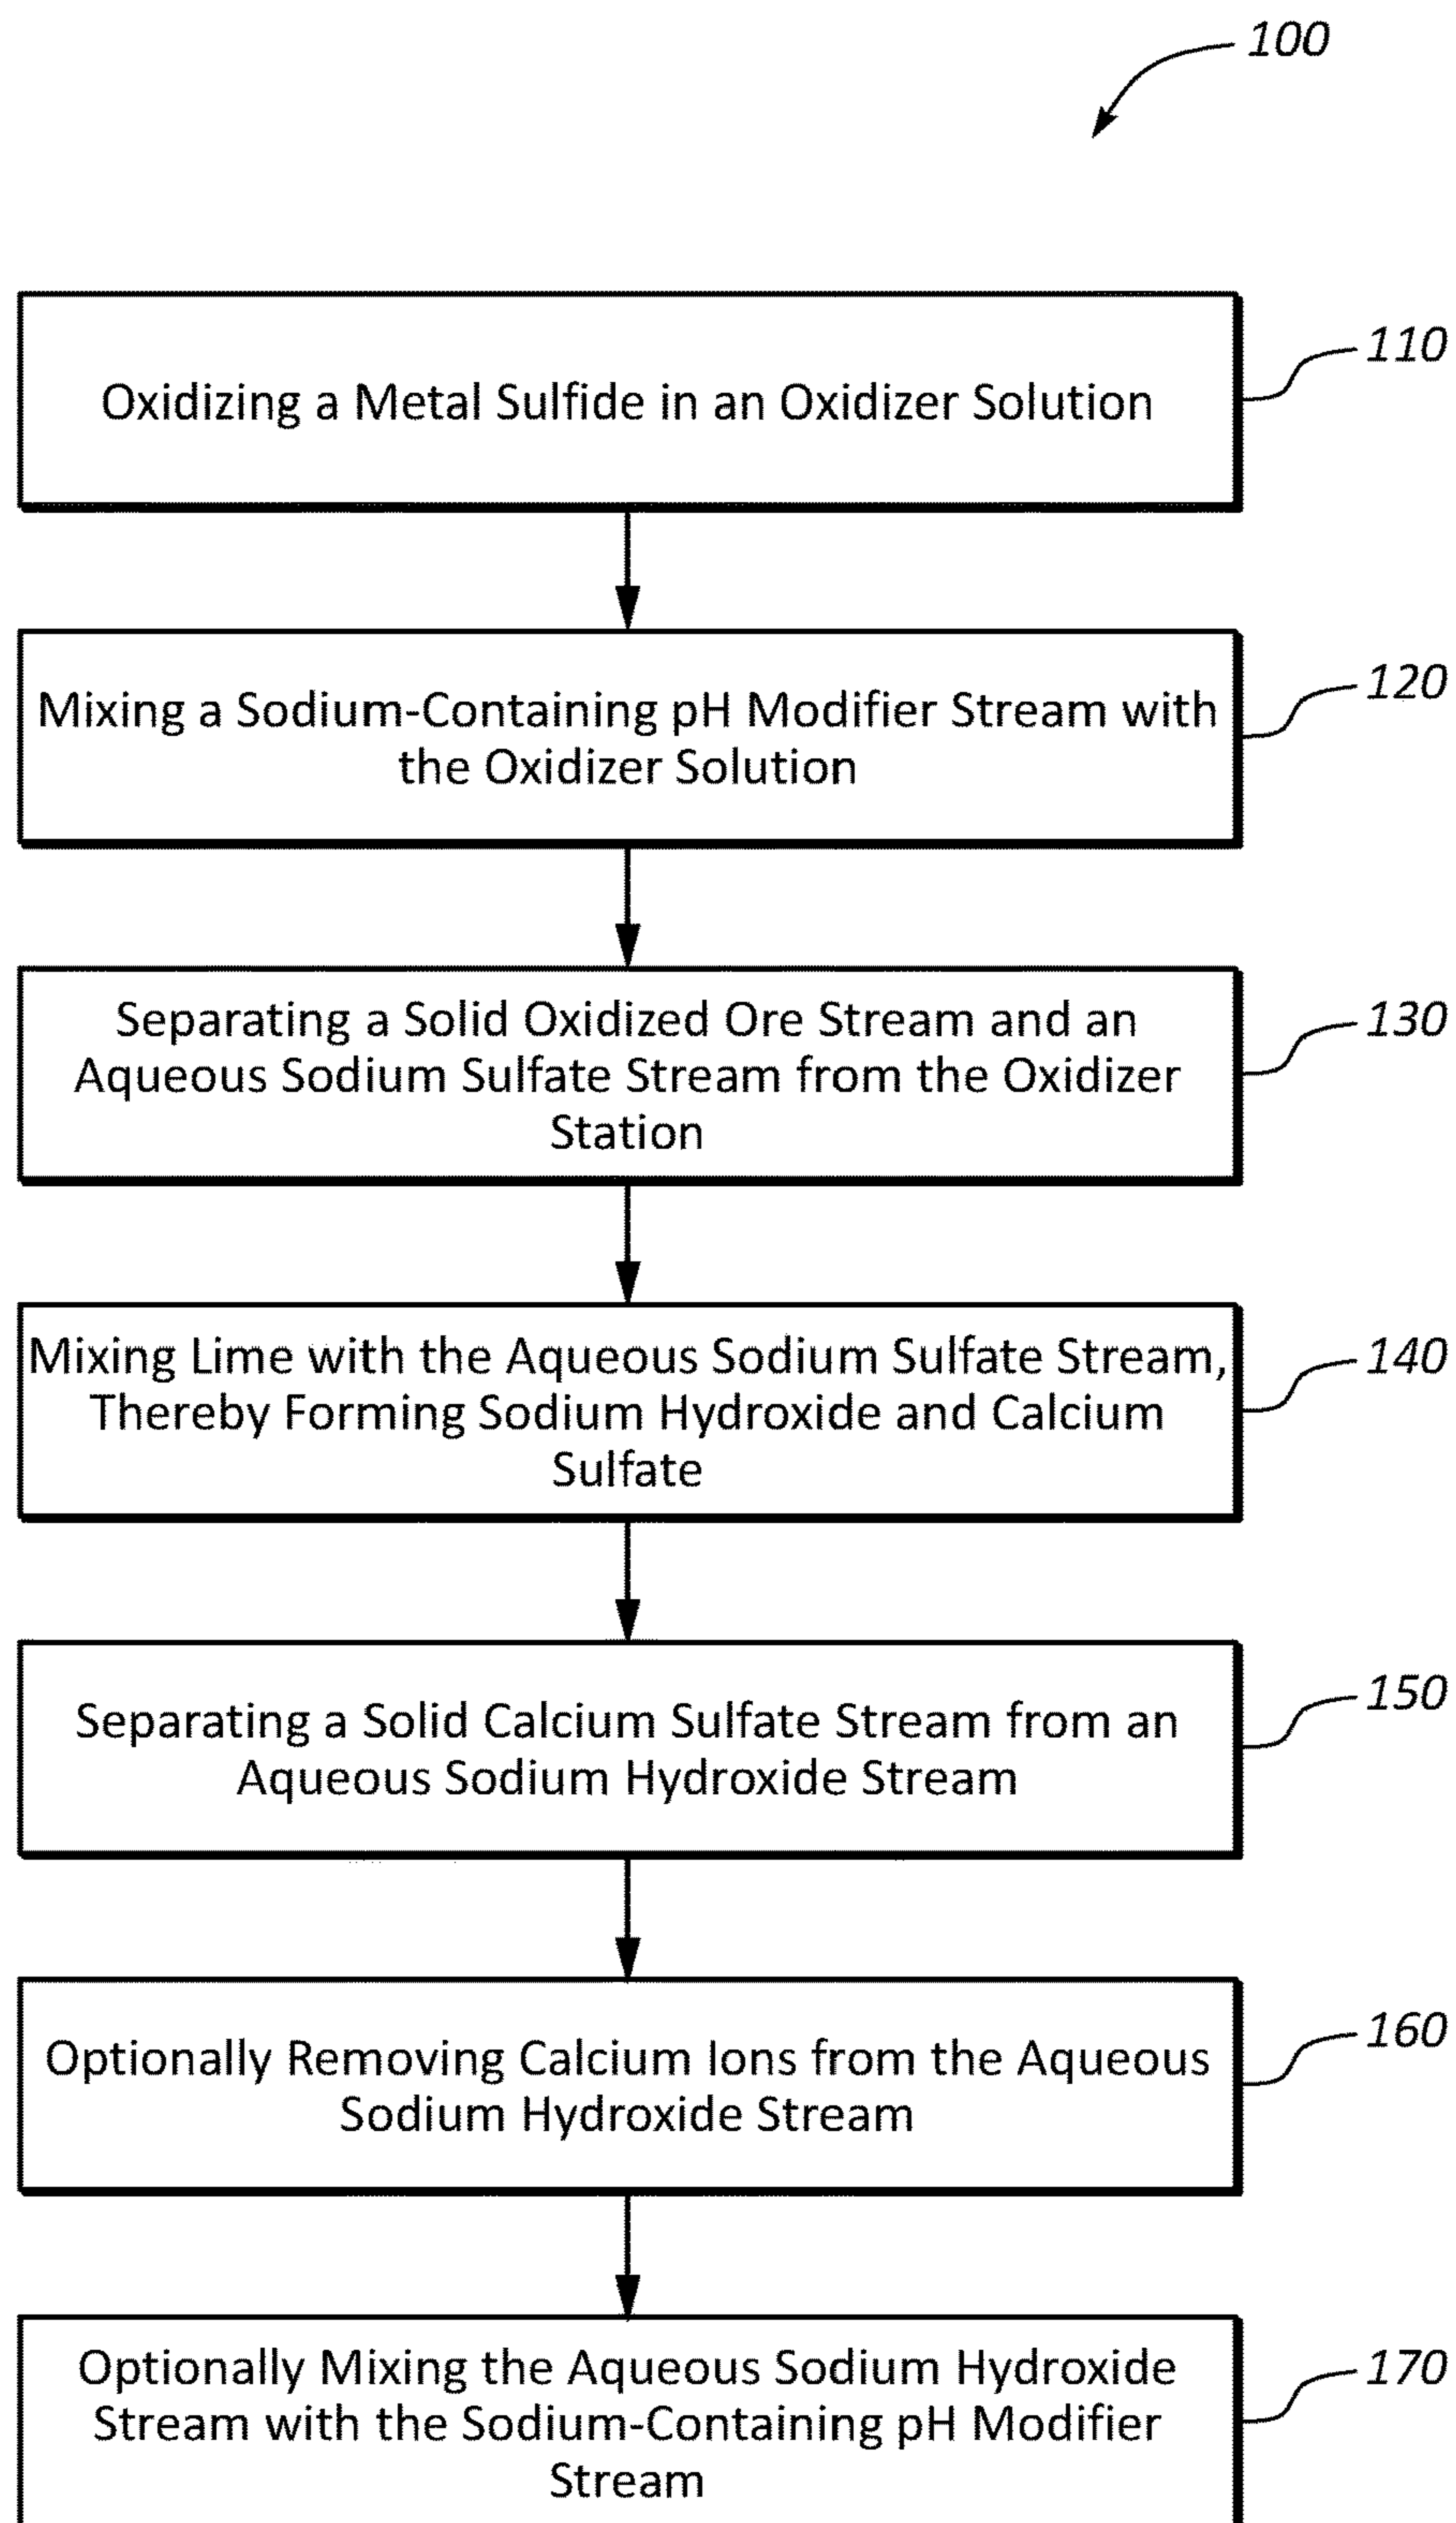 100
Oxidizing a Metal Sulfide in an Oxidizer Solution
110
Mixing a Sodium-Containing pH Modifier Stream with
the Oxidizer Solution
120
Separating a Solid Oxidized Ore Stream and an
Aqueous Sodium Sulfate Stream from the Oxidizer
Station
130
Mixing Lime with the Aqueous Sodium Sulfate Stream,
Thereby Forming Sodium Hydroxide and Calcium
Sulfate
140
Separating a Solid Calcium Sulfate Stream from an
Aqueous Sodium Hydroxide Stream
150
Optionally Removing Calcium Ions from the Aqueous
Sodium Hydroxide Stream
160
Optionally Mixing the Aqueous Sodium Hydroxide
Stream with the Sodium-Containing pH Modifier
Stream
170